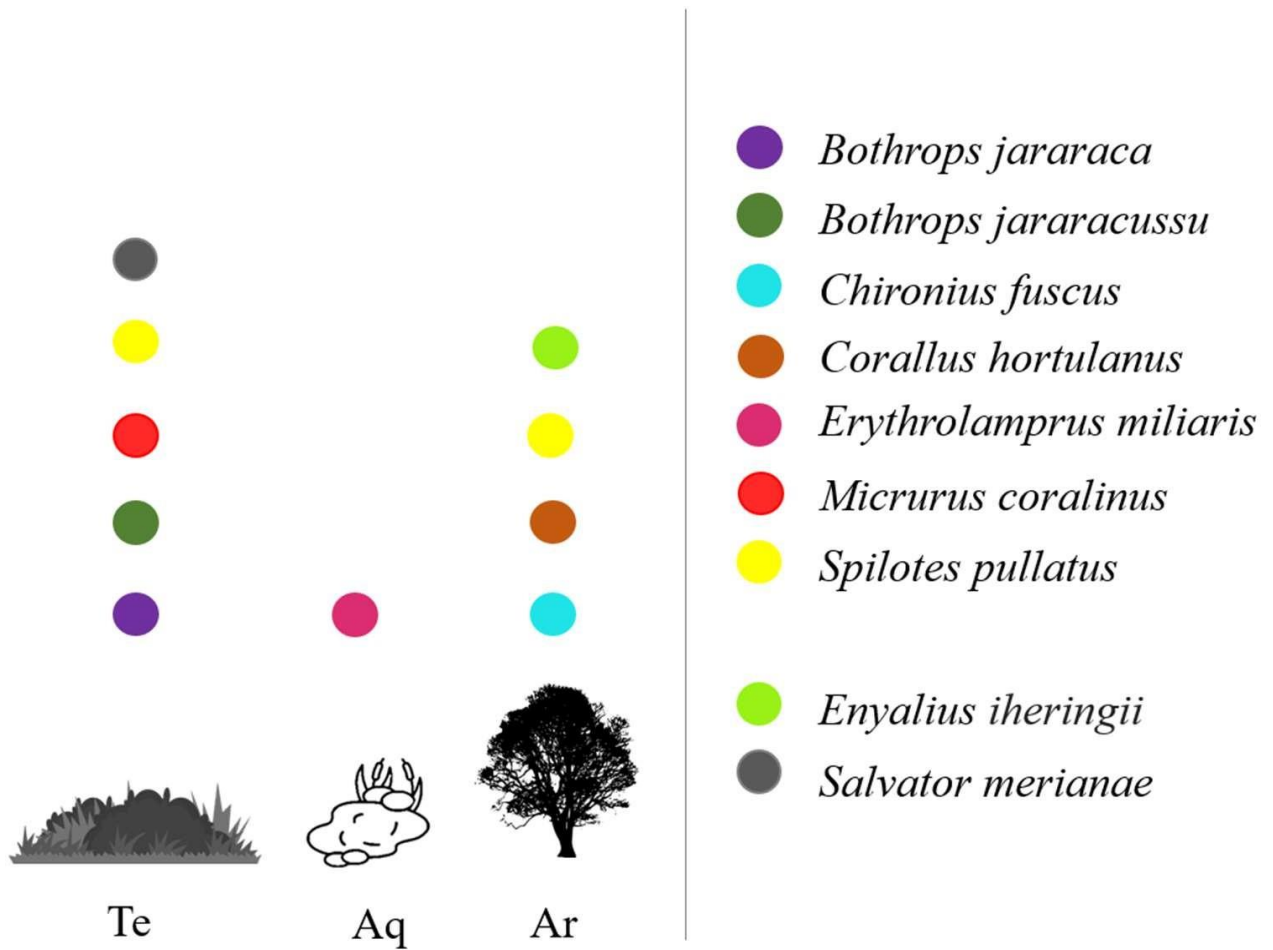 Bothrops jararaca
Bothrops jararacussu
Chironius fuscus
Corallus hortulanus
Erythrolamprus miliaris
Micrurus coralinus
Spilotes pullatus
Enyalius iheringii
Salvator merianae
Te
Aq
Ar